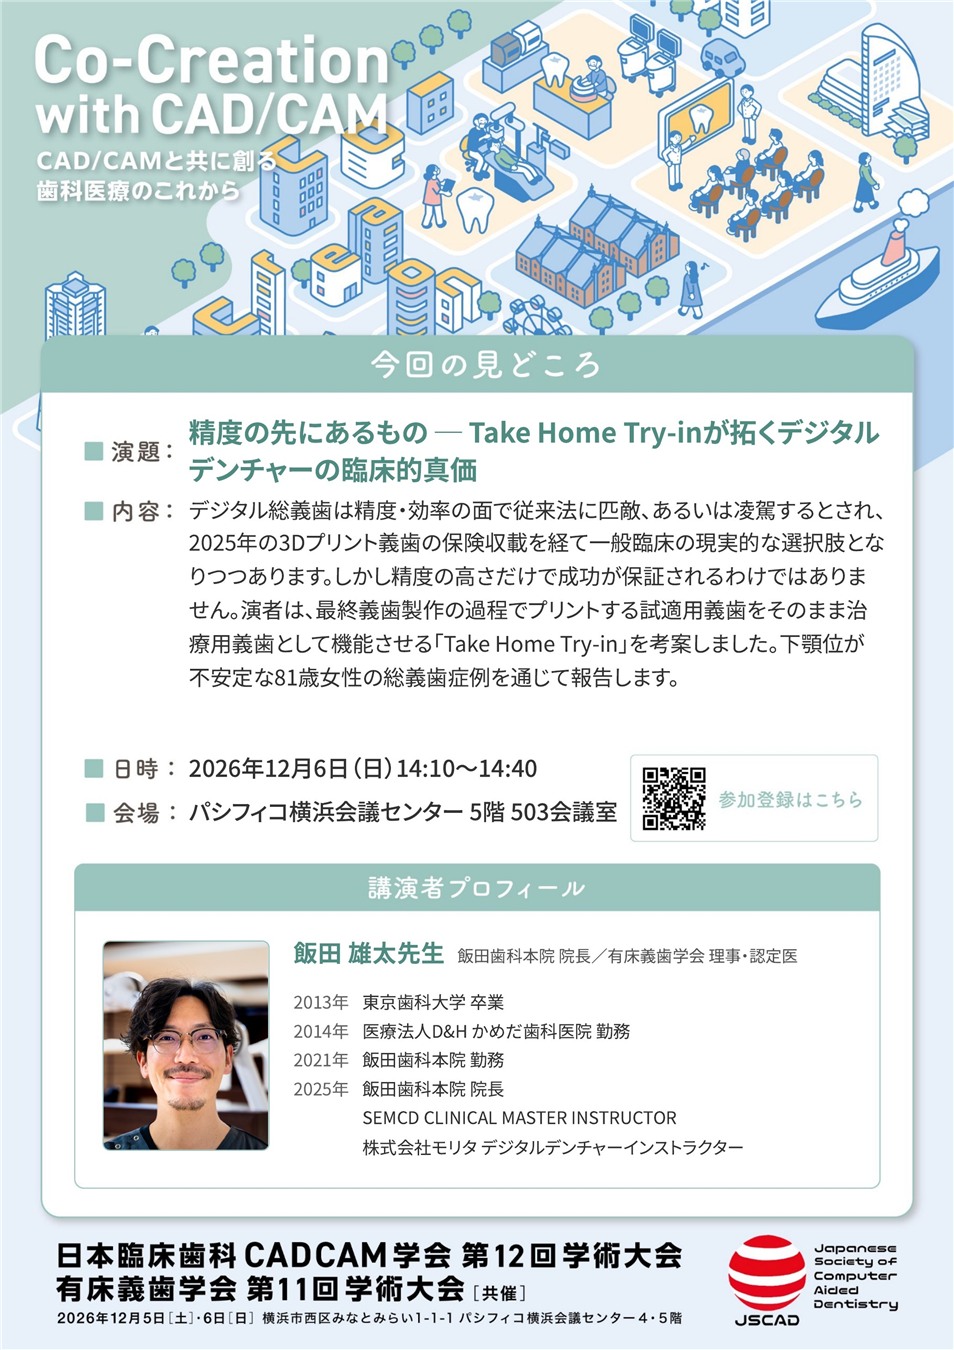 Co-Creation
with CAD/CAM
CAD/CAMと共に創る
歯科医療のこれから
Co-Creation
今回の見どころ
■ 演題： 精度の先にあるもの ― Take Home Try-inが拓くデジタル
デンチャーの臨床的真価
■ 内容： デジタル総義歯は精度・効率の面で従来法に匹敵、あるいは凌駕するとされ、
2025年の3Dプリント義歯の保険収載を経て一般臨床の現実的な選択肢とな
りつつあります。しかし精度の高さだけで成功が保証されるわけではありま
せん。演者は、最終義歯製作の過程でプリントする試適用義歯をそのまま治
療用義歯として機能させる「Take Home Try-in」を考案しました。下顎位が
不安定な81歳女性の総義歯症例を通じて報告します。
■ 日時： 2026年12月6日（日）14:10～14:40
■ 会場： パシフィコ横浜会議センター 5階 503会議室
参加登録はこちら
講演者プロフィール
飯田 雄太先生 飯田歯科本院 院長／有床義歯学会 理事・認定医
2013年 東京歯科大学 卒業
2014年 医療法人D&H かめだ歯科医院 勤務
2021年 飯田歯科本院 勤務
2025年 飯田歯科本院 院長
SEMCD CLINICAL MASTER INSTRUCTOR
株式会社モリタ デジタルデンチャーインストラクター
日本臨床歯科CADCAM学会 第12回学術大会
有床義歯学会 第11回学術大会［共催］
2026年12月5日［土］・6日［日］ 横浜市西区みなとみらい1-1-1 パシフィコ横浜会議センター4・5階
JSCAD
Japanese
Society of
Computer
Aided
Dentistry